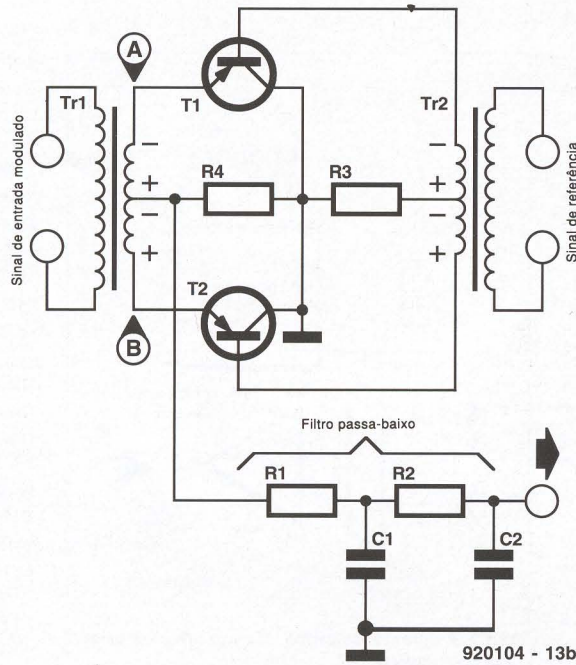 A
Tr1
T1
Tr2
Sinal de entrada modulado
Sinal de referência
−
+
−
+
R4
R3
−
+
−
+
T2
B
Filtro passa-baixo
R1
R2
C1
C2
920104 - 13b